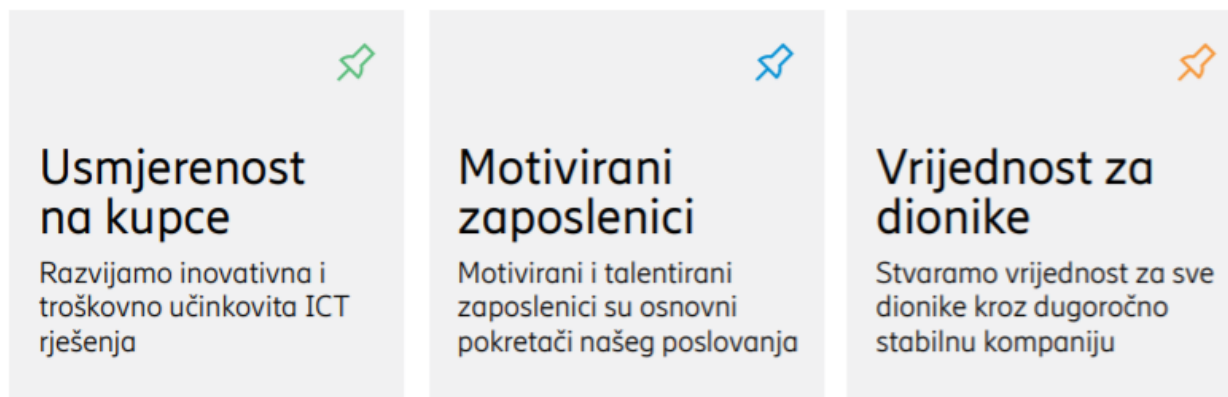 Usmjerenost
na kupce
Razvijamo inovativna i
troškovno učinkovita ICT
rješenja
Motivirani
zaposlenici
Motivirani i talentirani
zaposlenici su osnovni
pokretači našeg poslovanja
Vrijednost za
dionike
Stvaramo vrijednost za sve
dionike kroz dugoročno
stabilnu kompaniju